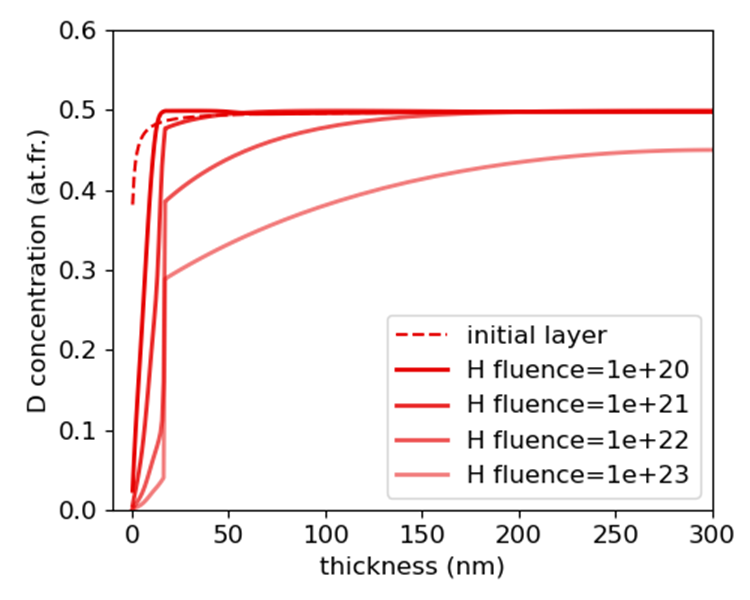 0.6
0.5
0.4
0.3
0.2
0.1
0.0
D concentration (at.fr.)
initial layer
H fluence=1e+20
H fluence=1e+21
H fluence=1e+22
H fluence=1e+23
0 50 100 150 200 250 300
thickness (nm)